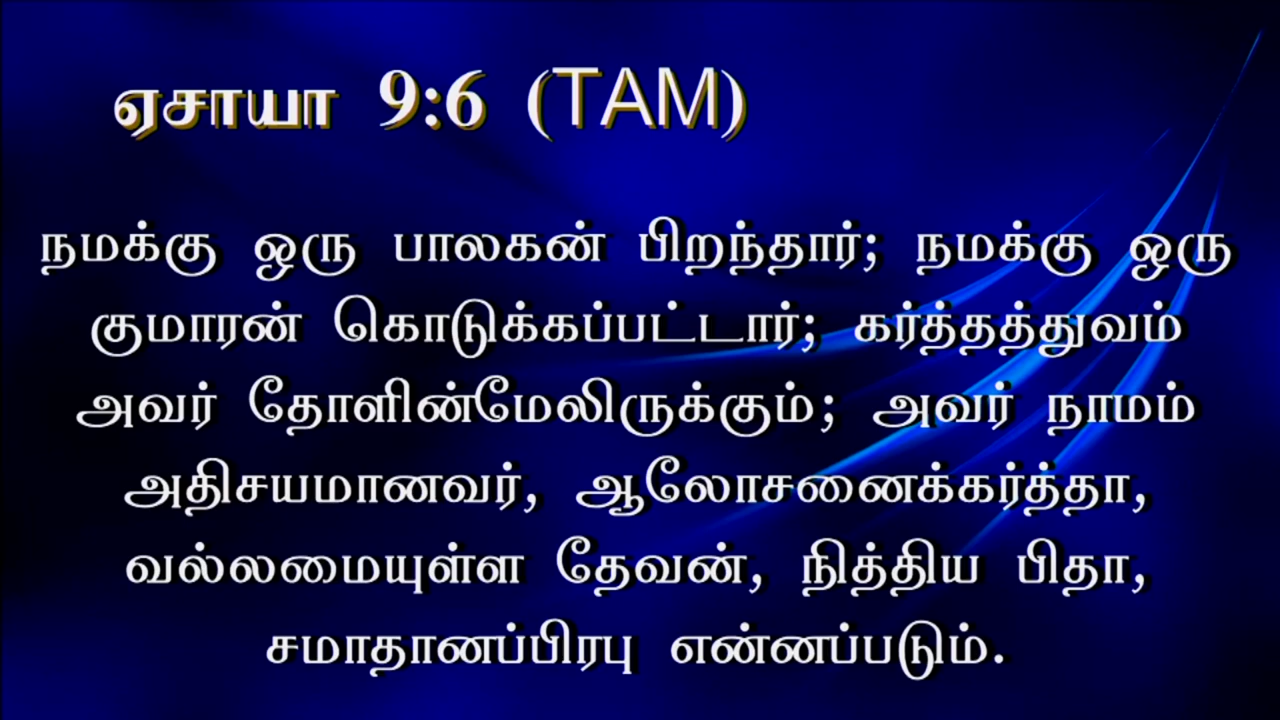 ஏசாயா 9:6 (TAM)
நமக்கு ஒரு பாலகன் பிறந்தார்; நமக்கு ஒரு
குமாரன் கொடுக்கப்பட்டார்; கர்த்தத்துவம்
அவர் தோளின்மேலிருக்கும்; அவர் நாமம்
அதிசயமானவர், ஆலோசனைக்கர்த்தா,
வல்லமையுள்ள தேவன், நித்திய பிதா,
சமாதானப்பிரபு என்னப்படும்.